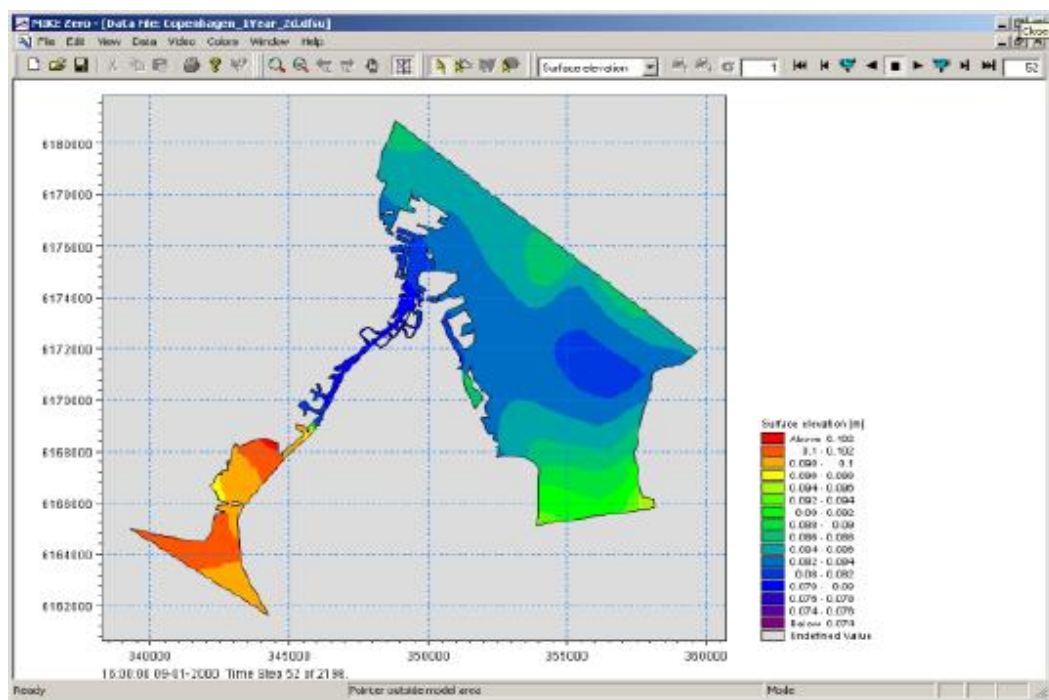 MIKE Zero - [Data File: Copenhagen_1Year_2d.dfsu]
Close
File Edit View Data Video Colors Window Help
Surface elevation 1 52
6180000
6178000
6176000
6174000
6172000
6170000
6168000
6166000
6164000
6162000
340000 345000 350000 355000 360000
Surface elevation [m]
Above 0.102
0.1 - 0.102
0.098 - 0.1
0.096 - 0.098
0.094 - 0.096
0.092 - 0.094
0.09 - 0.092
0.088 - 0.09
0.086 - 0.088
0.084 - 0.086
0.082 - 0.084
0.08 - 0.082
0.078 - 0.08
0.076 - 0.078
0.074 - 0.076
Below 0.074
Undefined Value
16:00:00 09-01-2000 Time Step 52 of 2198.
Ready Pointer outside model area Mode